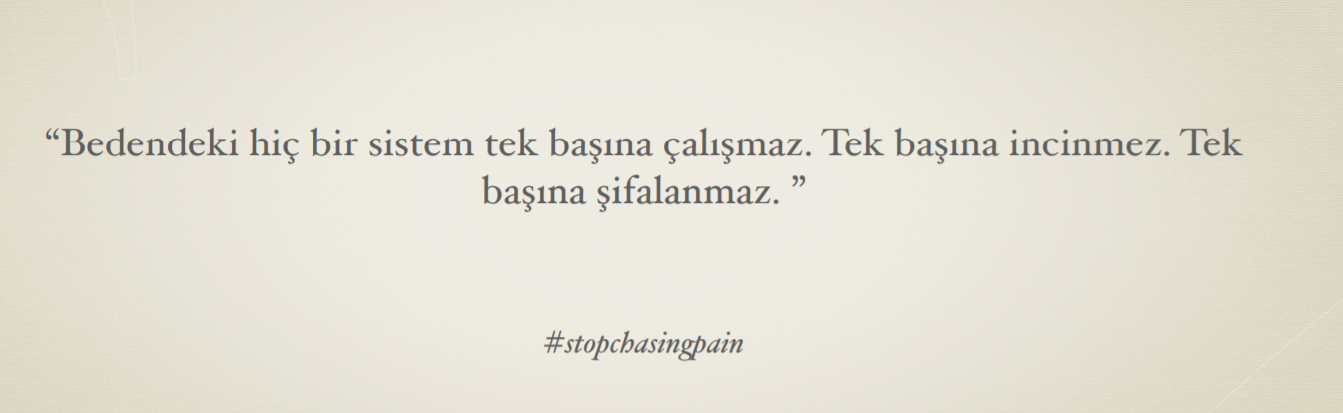 “Bedendeki hiç bir sistem tek başına çalışmaz. Tek başına incinmez. Tek
başına şifalanmaz. ”
#stopchasingpain